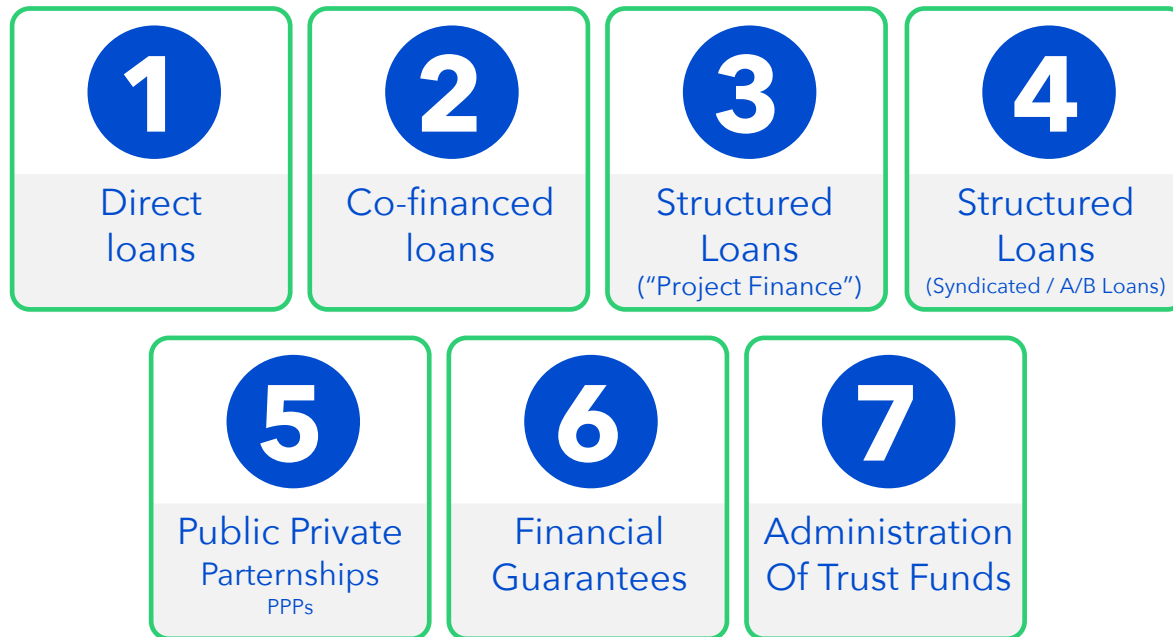 1
Direct
loans
2
Co-financed
loans
3
Structured
Loans
(“Project Finance”)
4
Structured
Loans
(Syndicated / A/B Loans)
5
Public Private
Parternships
PPPs
6
Financial
Guarantees
7
Administration
Of Trust Funds